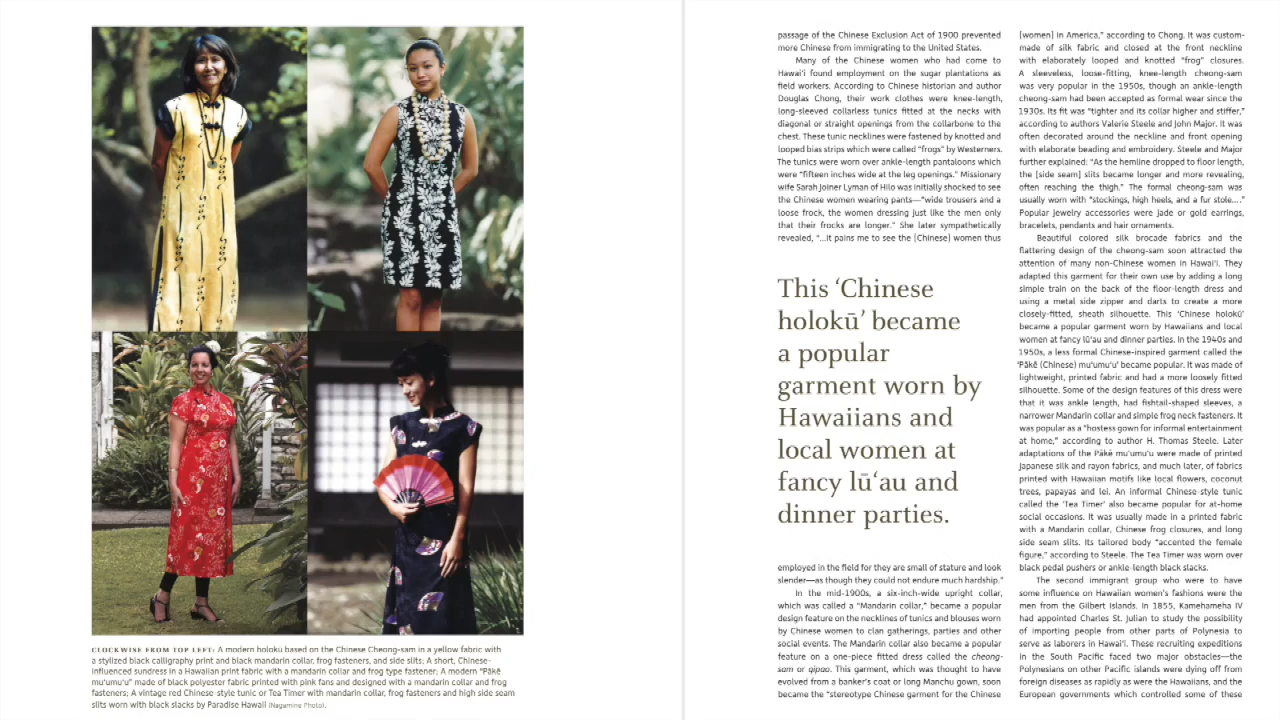 CLOCKWISE FROM TOP LEFT: A modern holokū based on the Chinese Cheong-sam in a yellow fabric with
a stylized black calligraphy print and black mandarin collar, frog fasteners, and side slits; A short, Chinese-
influenced sundress in a Hawaiian print fabric with a mandarin collar and frog type fastener; A modern "Pākē
mu'umu'u" made of black polyester fabric printed with pink fans and designed with a mandarin collar and frog
fasteners; A vintage red Chinese-style tunic or Tea Timer with mandarin collar, frog fasteners and high side seam
slits worn with black slacks by Paradise Hawaii (Nagamine Photo).
passage of the Chinese Exclusion Act of 1900 prevented
more Chinese from immigrating to the United States.
Many of the Chinese women who had come to
Hawai'i found employment on the sugar plantations as
field workers. According to Chinese historian and author
Douglas Chong, their work clothes were knee-length,
long-sleeved collarless tunics fitted at the necks with
diagonal or straight openings from the collarbone to the
chest. These tunic necklines were fastened by knotted and
looped bias strips which were called "frogs" by Westerners.
The tunics were worn over ankle-length pantaloons which
were "fifteen inches wide at the leg openings." Missionary
wife Sarah Joiner Lyman of Hilo was initially shocked to see
the Chinese women wearing pants—"wide trousers and a
loose frock, the women dressing just like the men only
that their frocks are longer." She later sympathetically
revealed, "...it pains me to see the [Chinese] women thus
This 'Chinese
holokū' became
a popular
garment worn by
Hawaiians and
local women at
fancy lū'au and
dinner parties.
employed in the field for they are small of stature and look
slender—as though they could not endure much hardship."
In the mid-1900s, a six-inch-wide upright collar,
which was called a "Mandarin collar," became a popular
design feature on the necklines of tunics and blouses worn
by Chinese women to clan gatherings, parties and other
social events. The Mandarin collar also became a popular
feature on a one-piece fitted dress called the cheong-
sam or qipao. This garment, which was thought to have
evolved from a banker's coat or long Manchu gown, soon
became the "stereotype Chinese garment for the Chinese
[women] in America," according to Chong. It was custom-
made of silk fabric and closed at the front neckline
with elaborately looped and knotted "frog" closures.
A sleeveless, loose-fitting, knee-length cheong-sam
was very popular in the 1950s, though an ankle-length
cheong-sam had been accepted as formal wear since the
1930s. Its fit was "tighter and its collar higher and stiffer,"
according to authors Valerie Steele and John Major. It was
often decorated around the neckline and front opening
with elaborate beading and embroidery. Steele and Major
further explained: "As the hemline dropped to floor length,
the [side seam] slits became longer and more revealing,
often reaching the thigh." The formal cheong-sam was
usually worn with "stockings, high heels, and a fur stole...."
Popular jewelry accessories were jade or gold earrings,
bracelets, pendants and hair ornaments.
Beautiful colored silk brocade fabrics and the
flattering design of the cheong-sam soon attracted the
attention of many non-Chinese women in Hawai'i. They
adapted this garment for their own use by adding a long
simple train on the back of the floor-length dress and
using a metal side zipper and darts to create a more
closely-fitted, sheath silhouette. This 'Chinese holokū'
became a popular garment worn by Hawaiians and local
women at fancy lū'au and dinner parties. In the 1940s and
1950s, a less formal Chinese-inspired garment called the
'Pākē (Chinese) mu'umu'u' became popular. It was made of
lightweight, printed fabric and had a more loosely fitted
silhouette. Some of the design features of this dress were
that it was ankle length, had fishtail-shaped sleeves, a
narrower Mandarin collar and simple frog neck fasteners. It
was popular as a "hostess gown for informal entertainment
at home," according to author H. Thomas Steele. Later
adaptations of the Pākē mu'umu'u were made of printed
Japanese silk and rayon fabrics, and much later, of fabrics
printed with Hawaiian motifs like local flowers, coconut
trees, papayas and lei. An informal Chinese-style tunic
called the 'Tea Timer' also became popular for at-home
social occasions. It was usually made in a printed fabric
with a Mandarin collar, Chinese frog closures, and long
side seam slits. Its tailored body "accented the female
figure," according to Steele. The Tea Timer was worn over
black pedal pushers or ankle-length black slacks.
The second immigrant group who were to have
some influence on Hawaiian women's fashions were the
men from the Gilbert Islands. In 1855, Kamehameha IV
had appointed Charles St. Julian to study the possibility
of importing people from other parts of Polynesia to
serve as laborers in Hawai'i. These recruiting expeditions
in the South Pacific faced two major obstacles—the
Polynesians on other Pacific islands were dying off from
foreign diseases as rapidly as were the Hawaiians, and the
European governments which controlled some of these